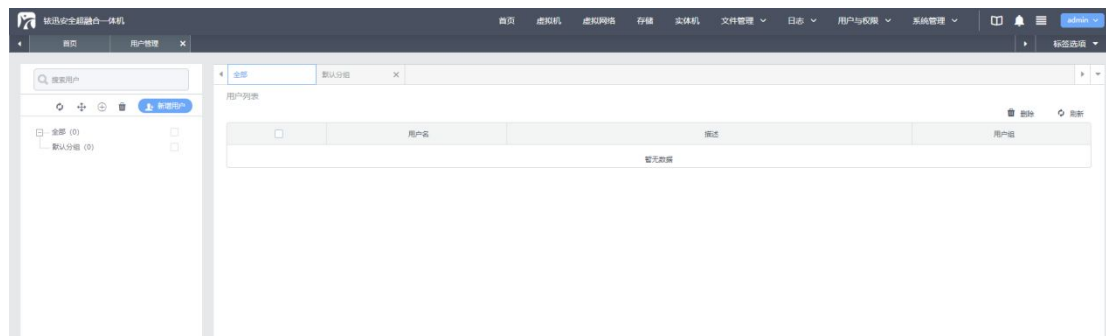 钛迅安全超融合一体机 首页 虚拟机 虚拟网络 存储 实体机 文件管理 日志 用户与权限 系统管理 admin
首页 用户管理 标签选项
搜索用户
新增用户
全部 (0)
默认分组 (0)
全部 默认分组
用户列表
删除 刷新
用户名 描述 用户组
暂无数据